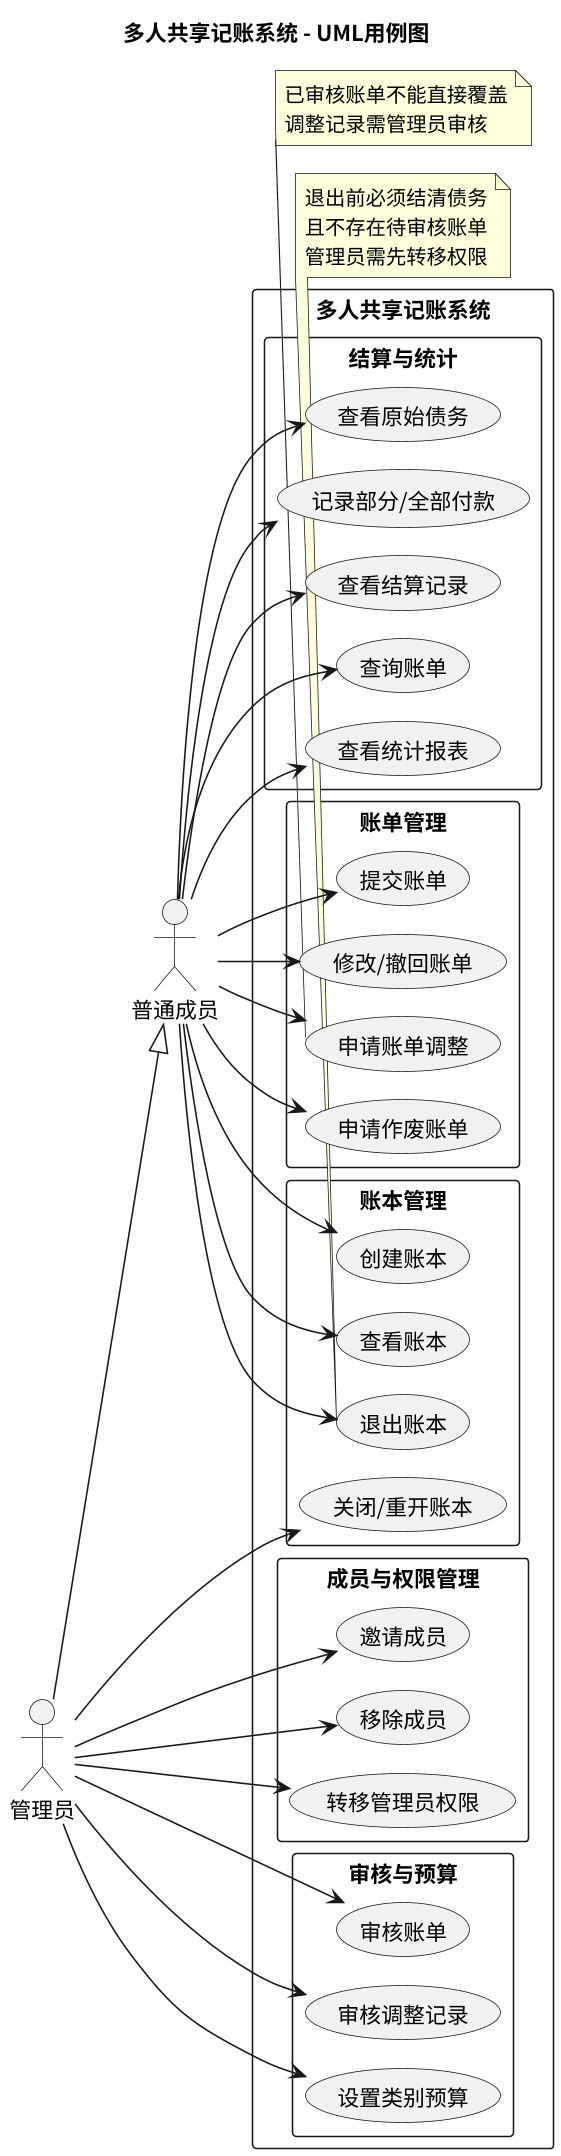 多人共享记账系统 - UML用例图
已审核账单不能直接覆盖
调整记录需管理员审核
退出前必须结清债务
且不存在待审核账单
管理员需先转移权限
多人共享记账系统
结算与统计
查看原始债务
记录部分/全部付款
查看结算记录
查询账单
查看统计报表
账单管理
提交账单
修改/撤回账单
普通成员
申请账单调整
申请作废账单
账本管理
创建账本
查看账本
退出账本
关闭/重开账本
成员与权限管理
邀请成员
移除成员
转移管理员权限
管理员
审核与预算
审核账单
审核调整记录
设置类别预算